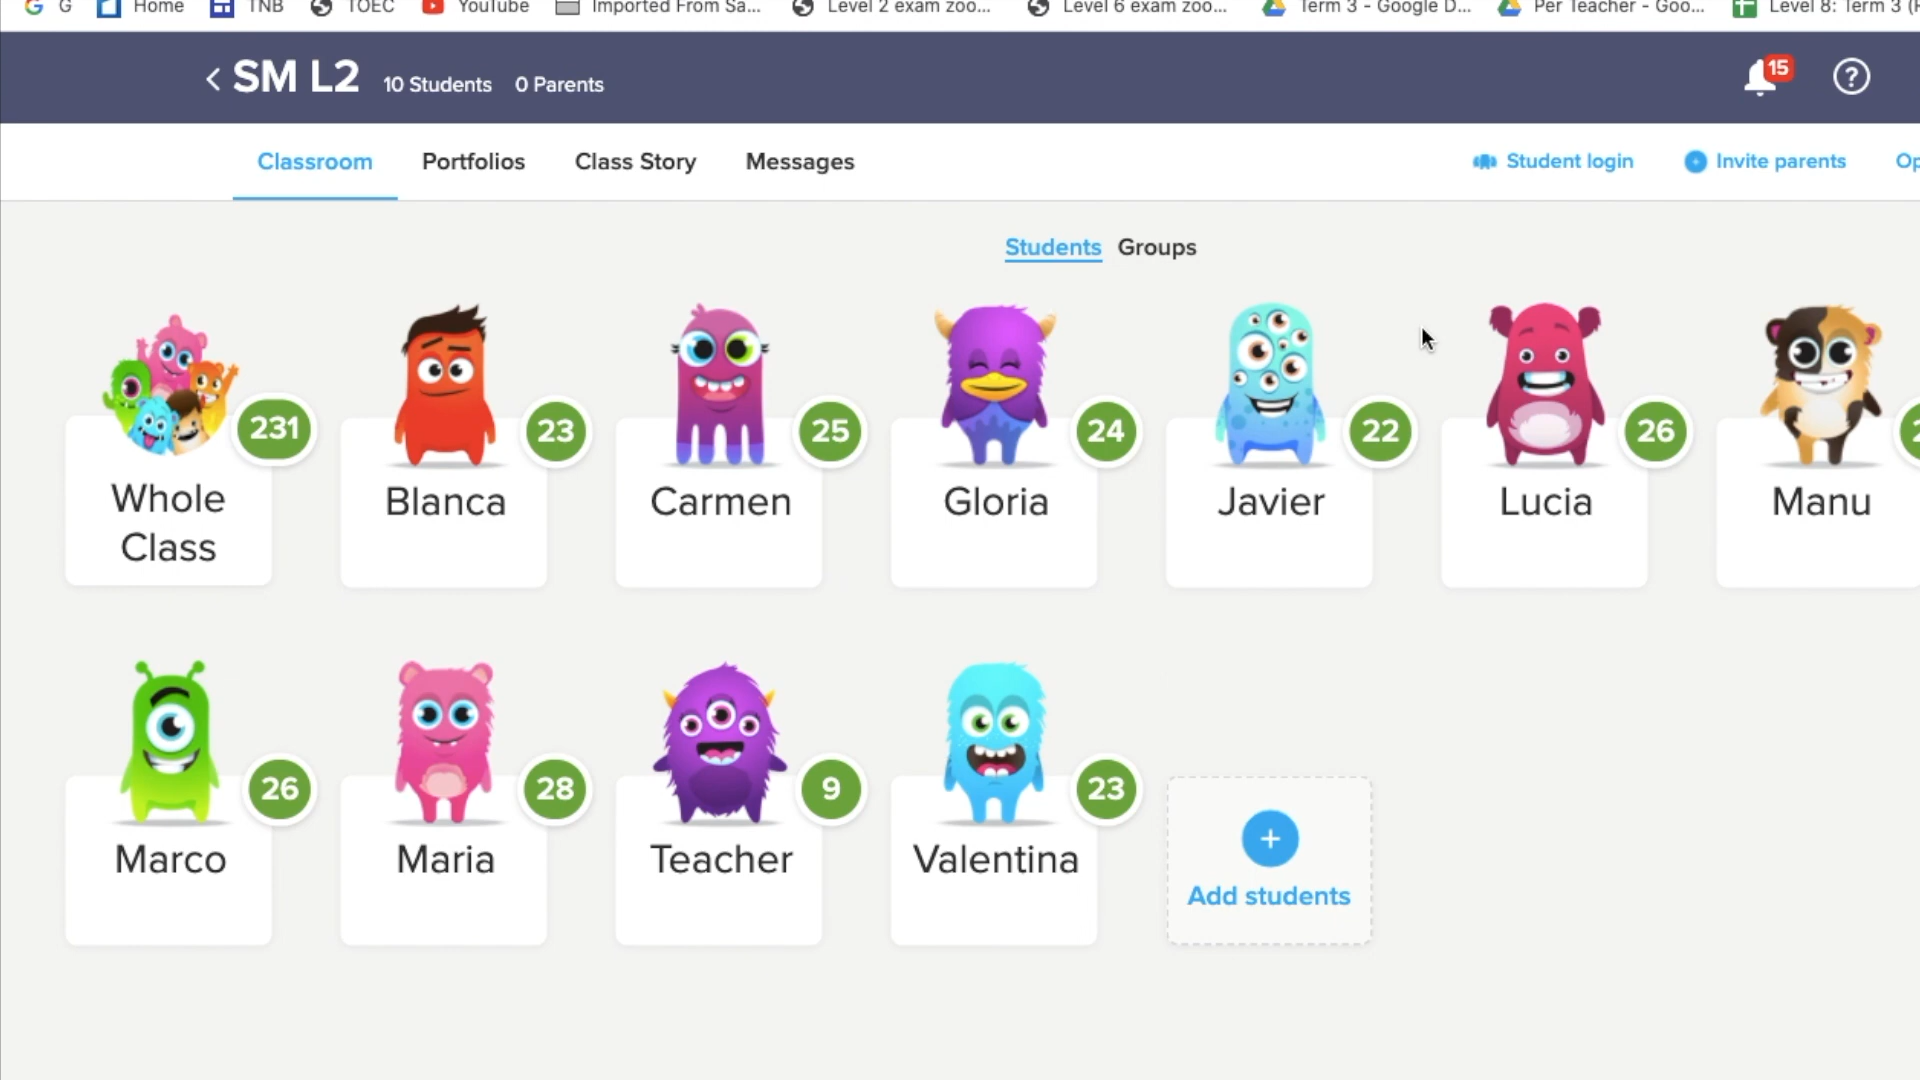 G Home TNB TOEC YouTube Imported From Sa... Level 2 exam zoo... Level 6 exam zoo... Term 3 - Google D... Per Teacher - Goo... Level 8: Term 3
SM L2 10 Students 0 Parents 15 ?
Classroom Portfolios Class Story Messages Student login Invite parents
Students Groups
231 23 25 24 22 26
Whole Class Blanca Carmen Gloria Javier Lucia Manu
26 28 9 23
Marco Maria Teacher Valentina
Add students